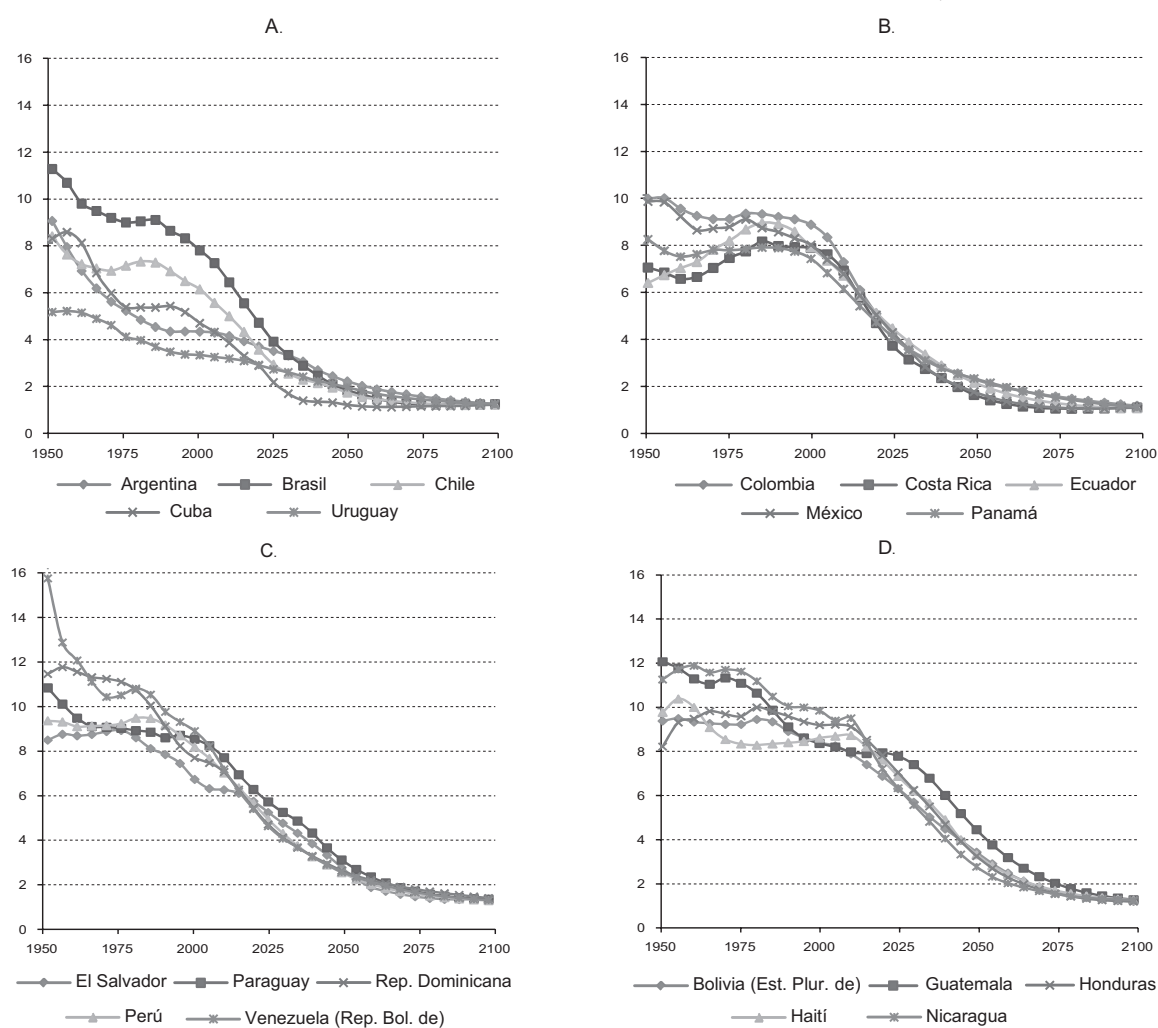 A.
16
14
12
10
8
6
4
2
0
1950 1975 2000 2025 2050 2075 2100
Argentina Brasil Chile
Cuba Uruguay
B.
16
14
12
10
8
6
4
2
0
1950 1975 2000 2025 2050 2075 2100
Colombia Costa Rica Ecuador
México Panamá
C.
16
14
12
10
8
6
4
2
0
1950 1975 2000 2025 2050 2075 2100
El Salvador Paraguay Rep. Dominicana
Perú Venezuela (Rep. Bol. de)
D.
16
14
12
10
8
6
4
2
0
1950 1975 2000 2025 2050 2075 2100
Bolivia (Est. Plur. de) Guatemala Honduras
Haití Nicaragua